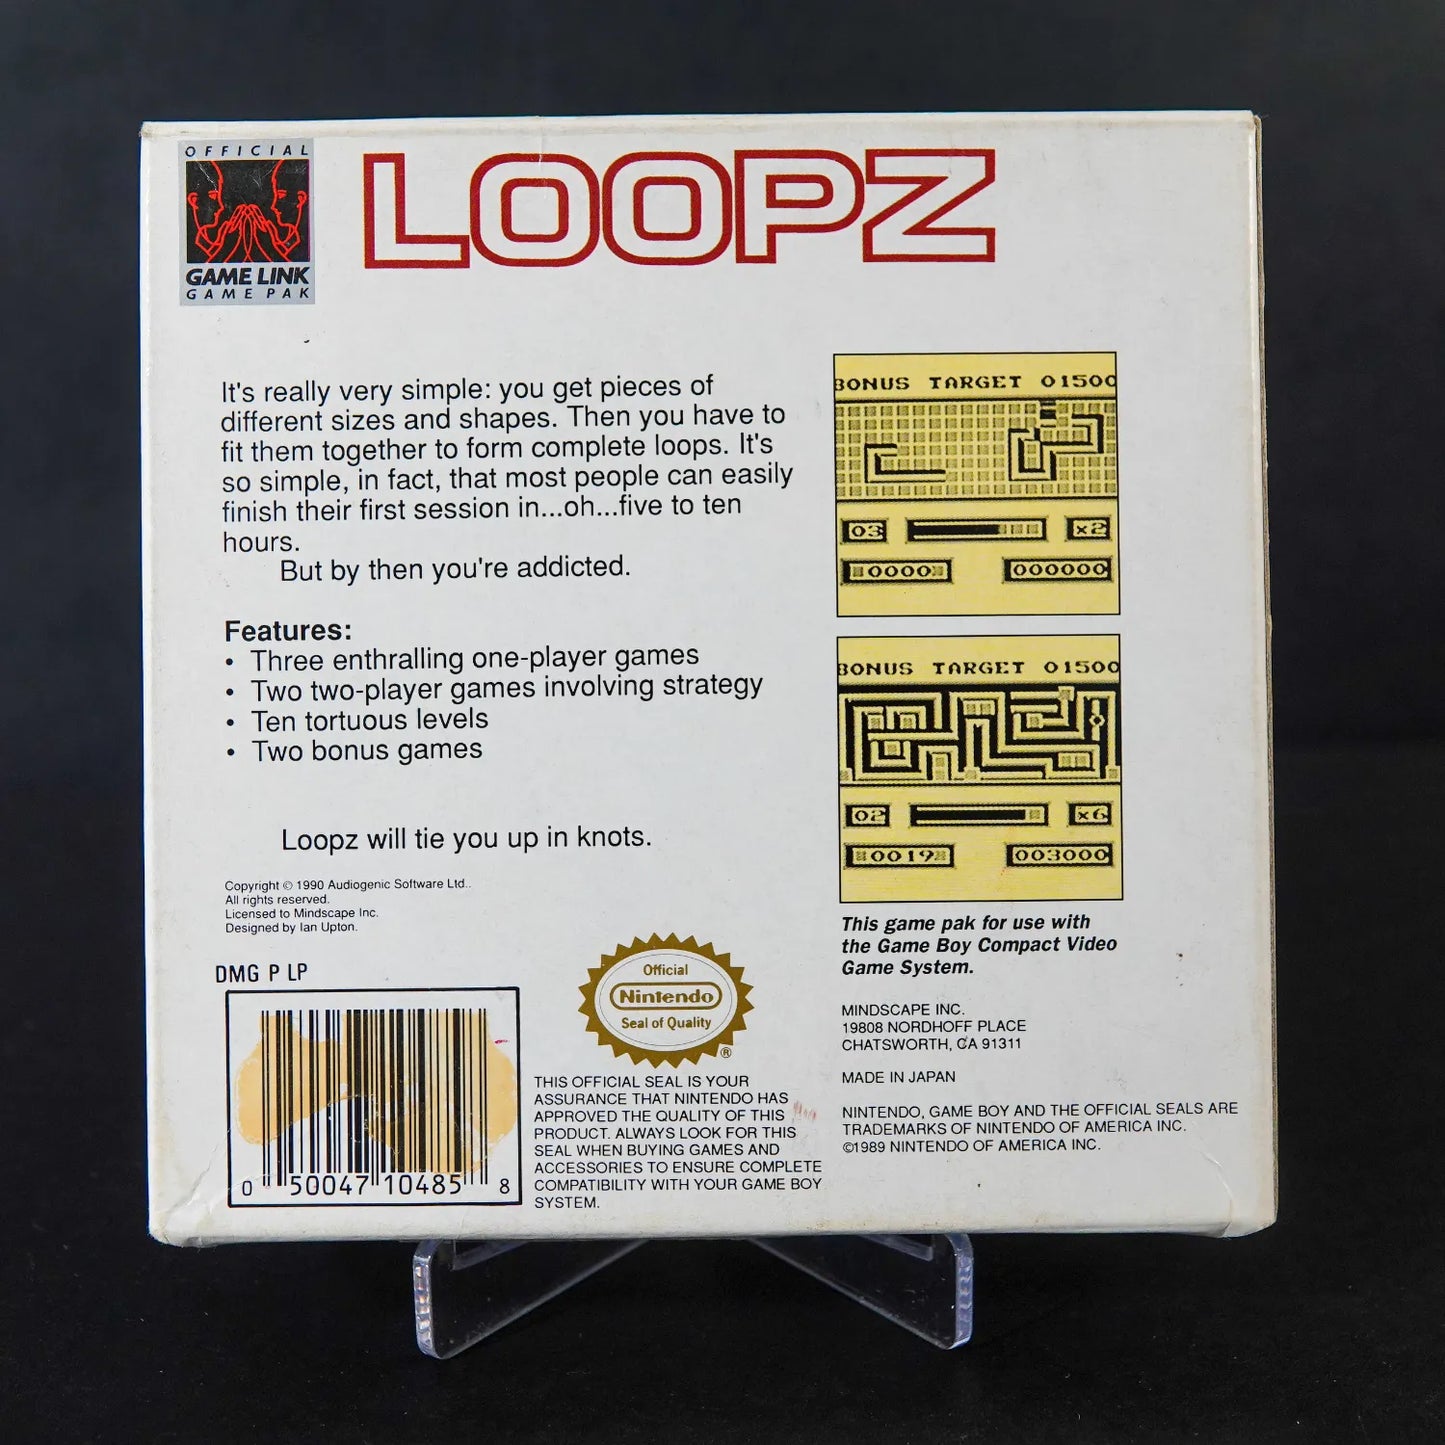 OFFICIAL
GAME LINK
GAME PAK
LOOPZ
It's really very simple: you get pieces of
different sizes and shapes. Then you have to
fit them together to form complete loops. It's
so simple, in fact, that most people can easily
finish their first session in...oh...five to ten
hours.
But by then you're addicted.
Features:
• Three enthralling one-player games
• Two two-player games involving strategy
• Ten tortuous levels
• Two bonus games
Loopz will tie you up in knots.
Copyright © 1990 Audiogenic Software Ltd..
All rights reserved.
Licensed to Mindscape Inc.
Designed by Ian Upton.
DMG P LP
0 50047 10485 8
Official
Nintendo
Seal of Quality
®
THIS OFFICIAL SEAL IS YOUR
ASSURANCE THAT NINTENDO HAS
APPROVED THE QUALITY OF THIS
PRODUCT. ALWAYS LOOK FOR THIS
SEAL WHEN BUYING GAMES AND
ACCESSORIES TO ENSURE COMPLETE
COMPATIBILITY WITH YOUR GAME BOY
SYSTEM.
BONUS TARGET 01500
03 x2
0000 000000
BONUS TARGET 01500
02 x6
0019 003000
This game pak for use with
the Game Boy Compact Video
Game System.
MINDSCAPE INC.
19808 NORDHOFF PLACE
CHATSWORTH, CA 91311
MADE IN JAPAN
NINTENDO, GAME BOY AND THE OFFICIAL SEALS ARE
TRADEMARKS OF NINTENDO OF AMERICA INC.
©1989 NINTENDO OF AMERICA INC.